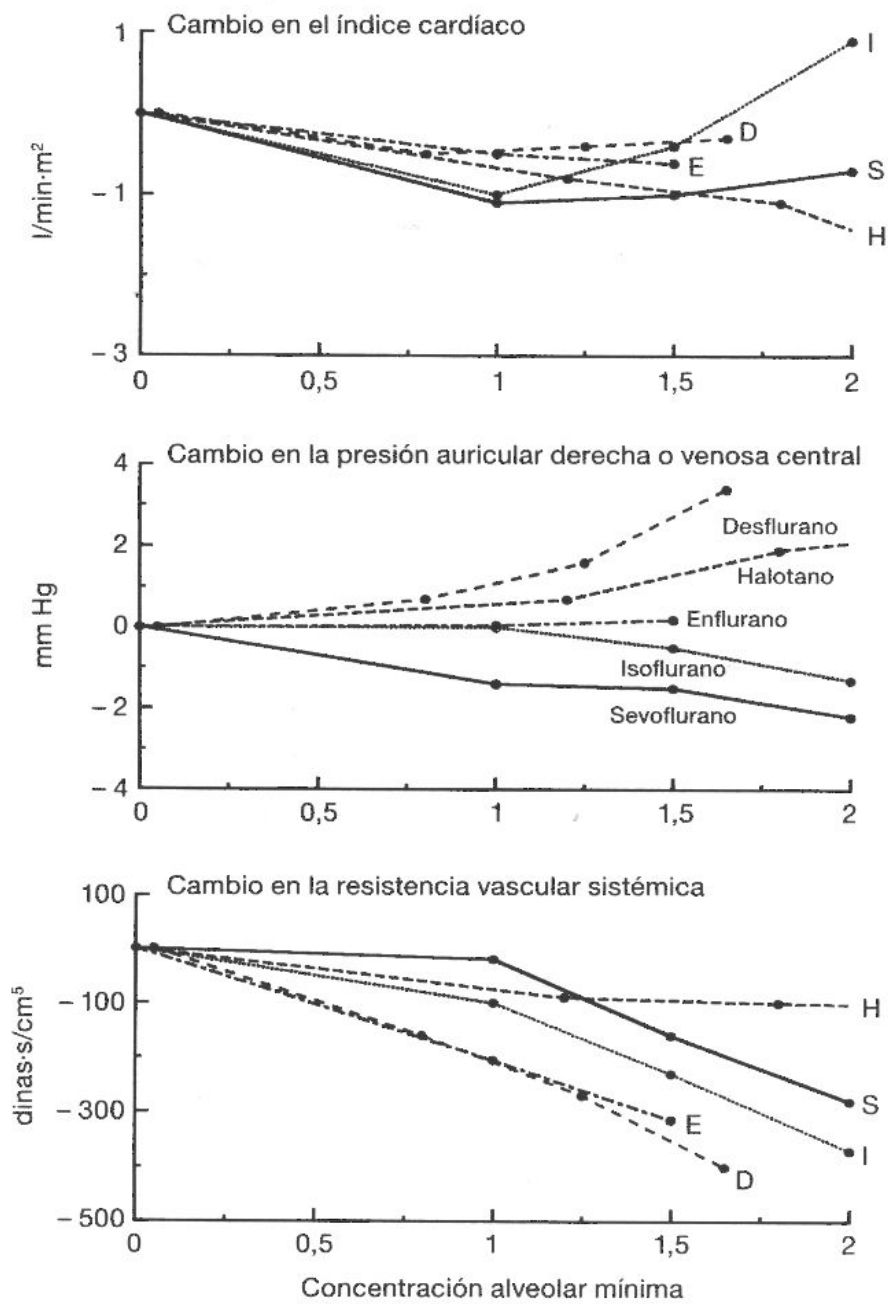 Cambio en el índice cardíaco
1
– 1
– 3
l/min·m²
I
D
E
S
H
0
0,5
1
1,5
2
Cambio en la presión auricular derecha o venosa central
4
2
0
– 2
– 4
mm Hg
Desflurano
Halotano
Enflurano
Isoflurano
Sevoflurano
0
0,5
1
1,5
2
Cambio en la resistencia vascular sistémica
100
0
– 100
– 300
– 500
dinas·s/cm⁵
H
S
E
I
D
0
0,5
1
1,5
2
Concentración alveolar mínima